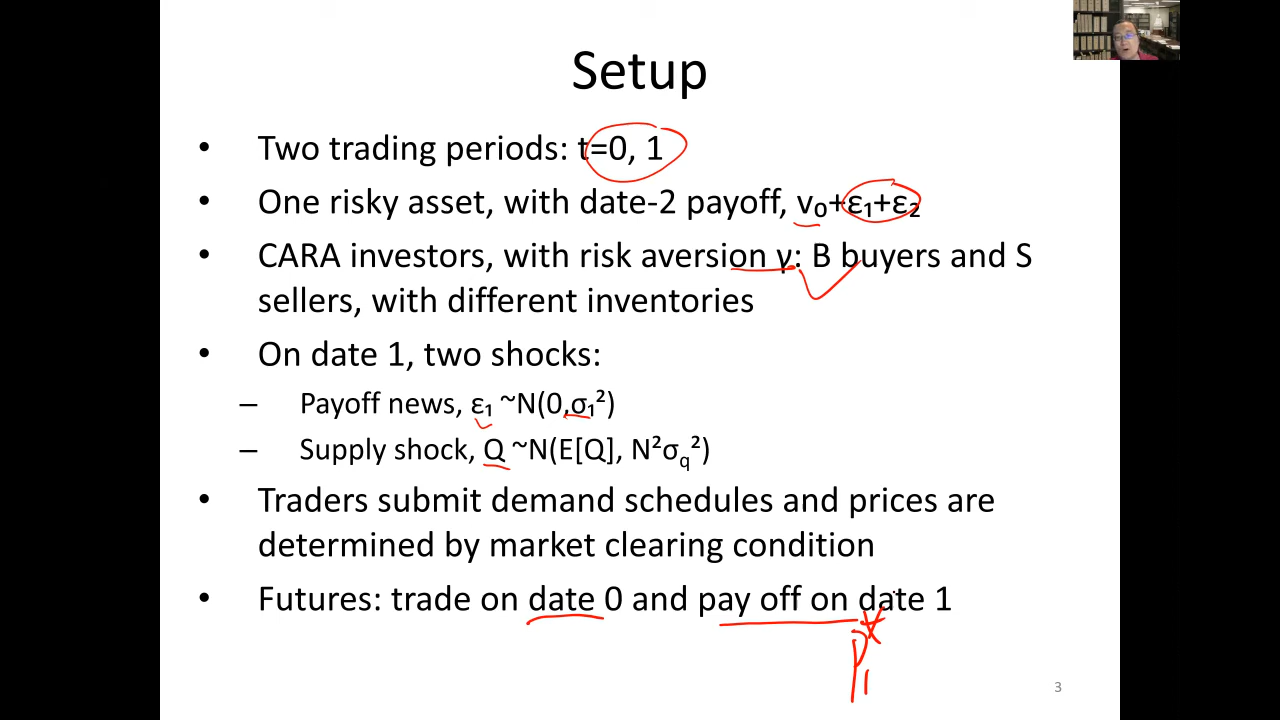 Setup
• Two trading periods: t=0, 1
• One risky asset, with date-2 payoff, v₀+ε₁+ε₂
• CARA investors, with risk aversion γ: B buyers and S
sellers, with different inventories
• On date 1, two shocks:
– Payoff news, ε₁ ~N(0,σ₁²)
– Supply shock, Q ~N(E[Q], N²σq²)
• Traders submit demand schedules and prices are
determined by market clearing condition
• Futures: trade on date 0 and pay off on date 1
P₁*
3